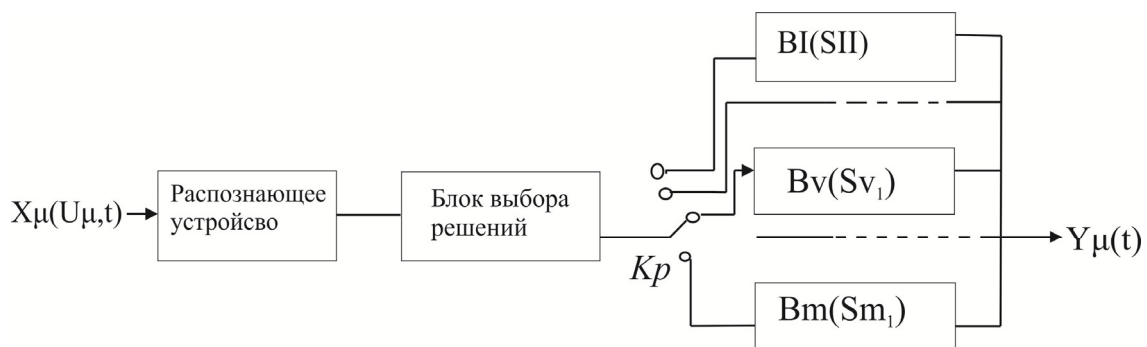 BI(SII)
Xμ(Uμ,t)
Распознающее
устройсво
Блок выбора
решений
Kp
Bv(Sv₁)
Yμ(t)
Bm(Sm₁)